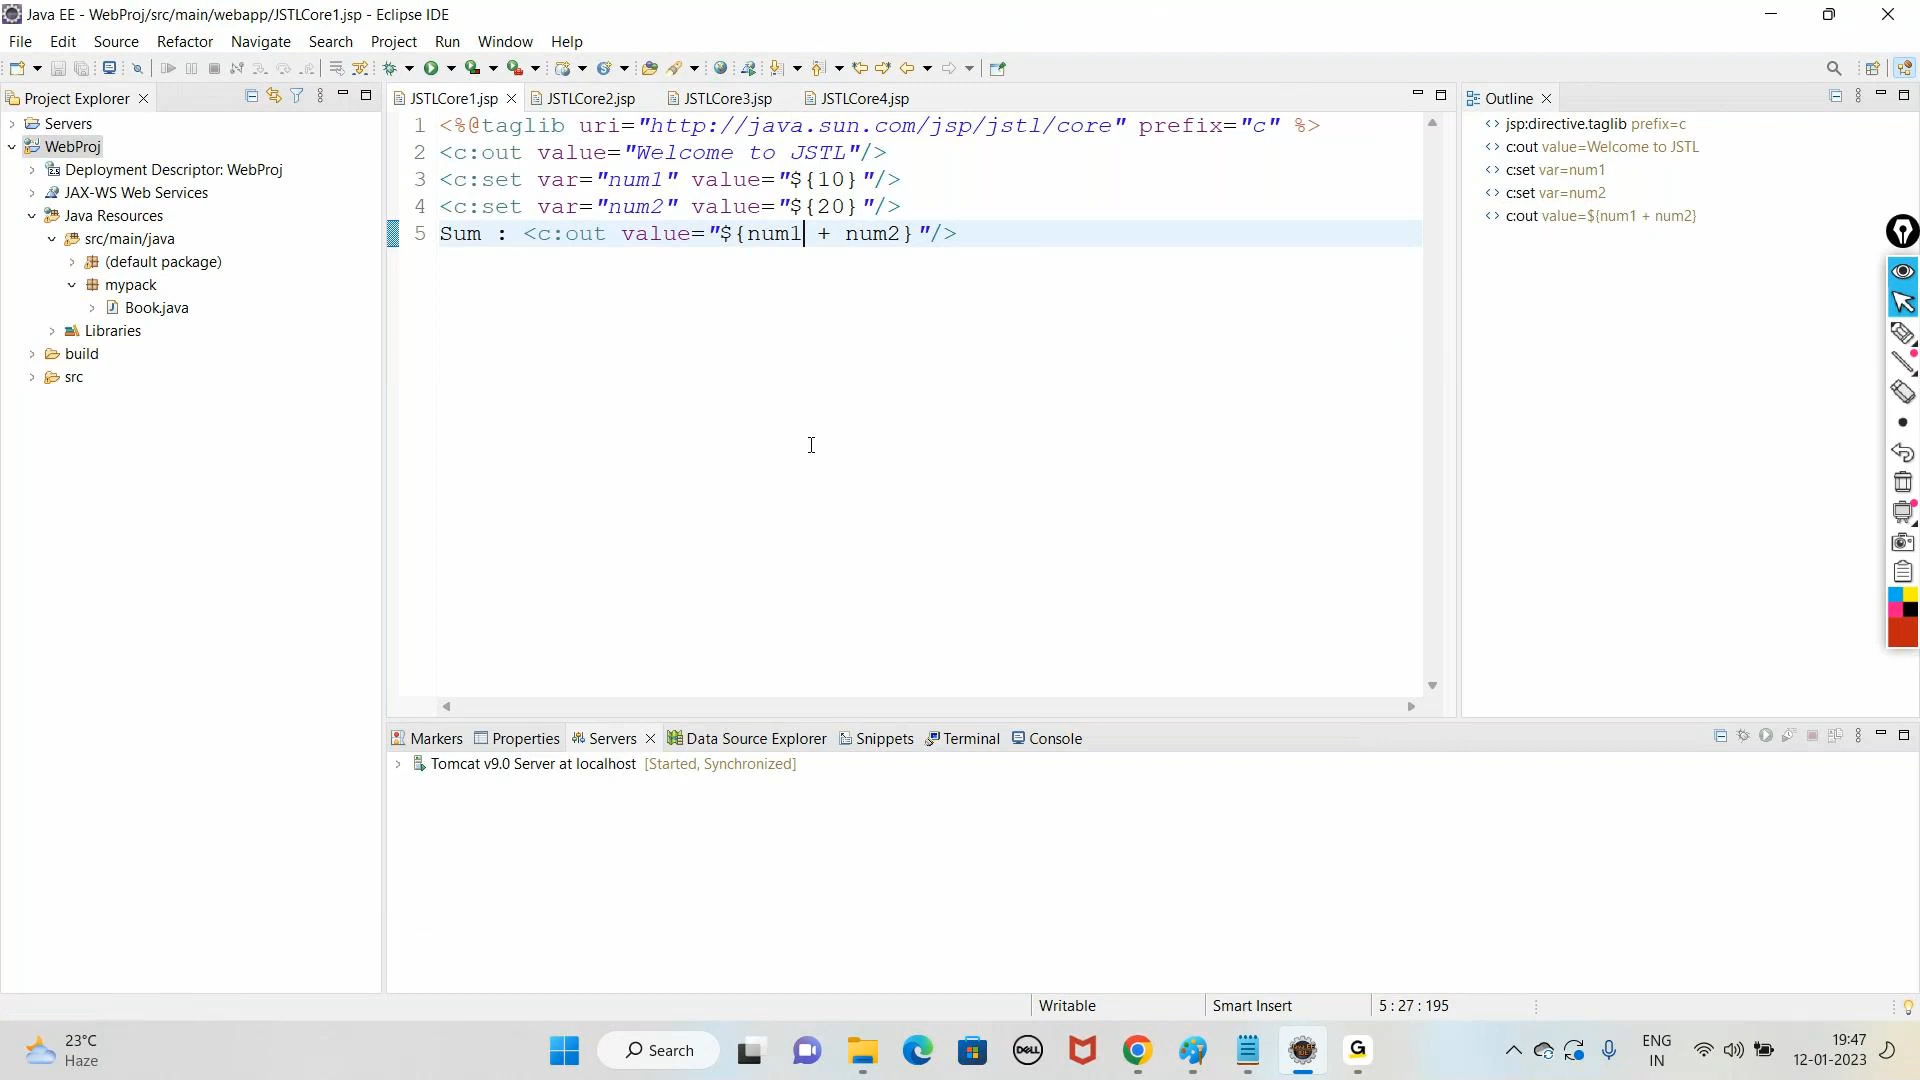 Java EE - WebProj/src/main/webapp/JSTLCore1.jsp - Eclipse IDE
File Edit Source Refactor Navigate Search Project Run Window Help
Project Explorer
Servers
WebProj
Deployment Descriptor: WebProj
JAX-WS Web Services
Java Resources
src/main/java
(default package)
mypack
Book.java
Libraries
build
src
JSTLCore1.jsp JSTLCore2.jsp JSTLCore3.jsp JSTLCore4.jsp
1 <%@taglib uri="http://java.sun.com/jsp/jstl/core" prefix="c" %>
2 <c:out value="Welcome to JSTL"/>
3 <c:set var="num1" value="${10}"/>
4 <c:set var="num2" value="${20}"/>
5 Sum : <c:out value="${num1 + num2}"/>
Outline
jsp:directive.taglib prefix=c
c:out value=Welcome to JSTL
c:set var=num1
c:set var=num2
c:out value=${num1 + num2}
Markers Properties Servers Data Source Explorer Snippets Terminal Console
Tomcat v9.0 Server at localhost [Started, Synchronized]
Writable Smart Insert 5 : 27 : 195
23°C
Haze
Search
DELL
G
ENG
IN
19:47
12-01-2023